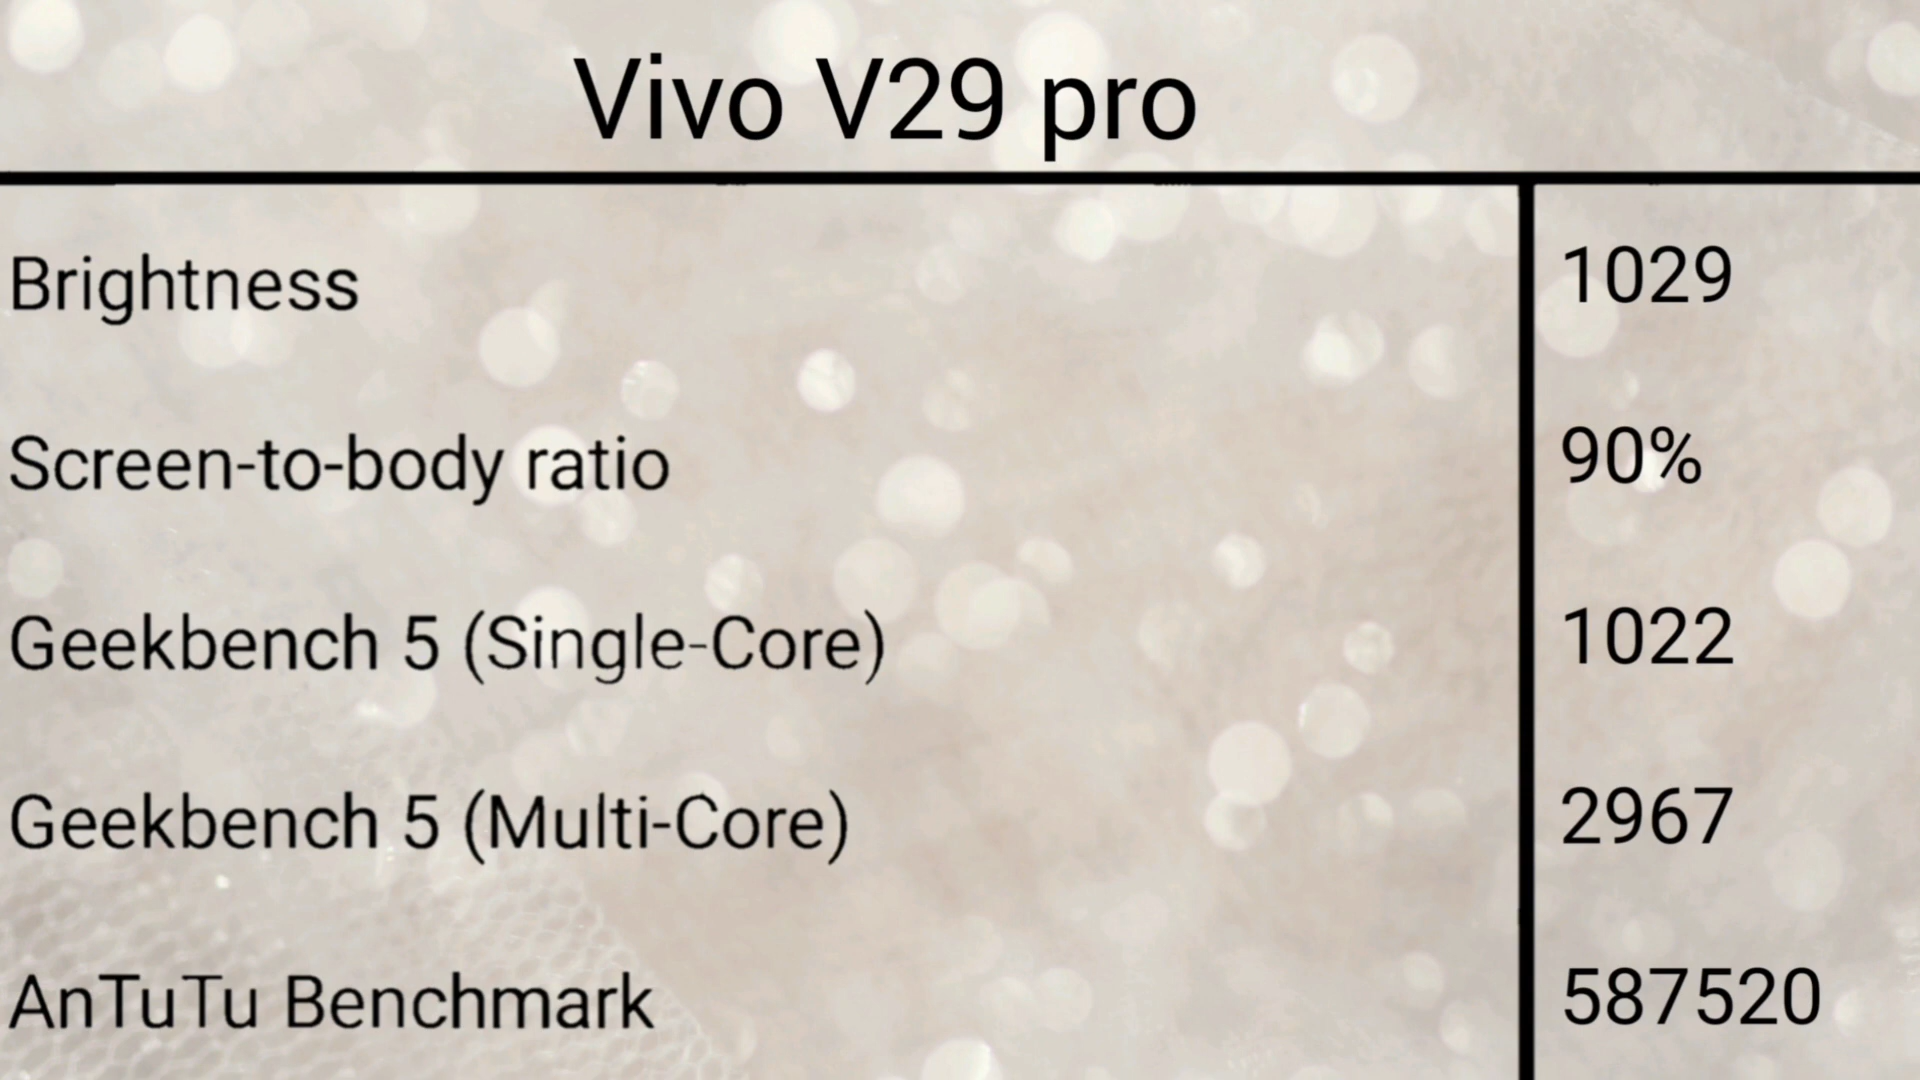 Vivo V29 pro
Brightness 1029
Screen-to-body ratio 90%
Geekbench 5 (Single-Core) 1022
Geekbench 5 (Multi-Core) 2967
AnTuTu Benchmark 587520